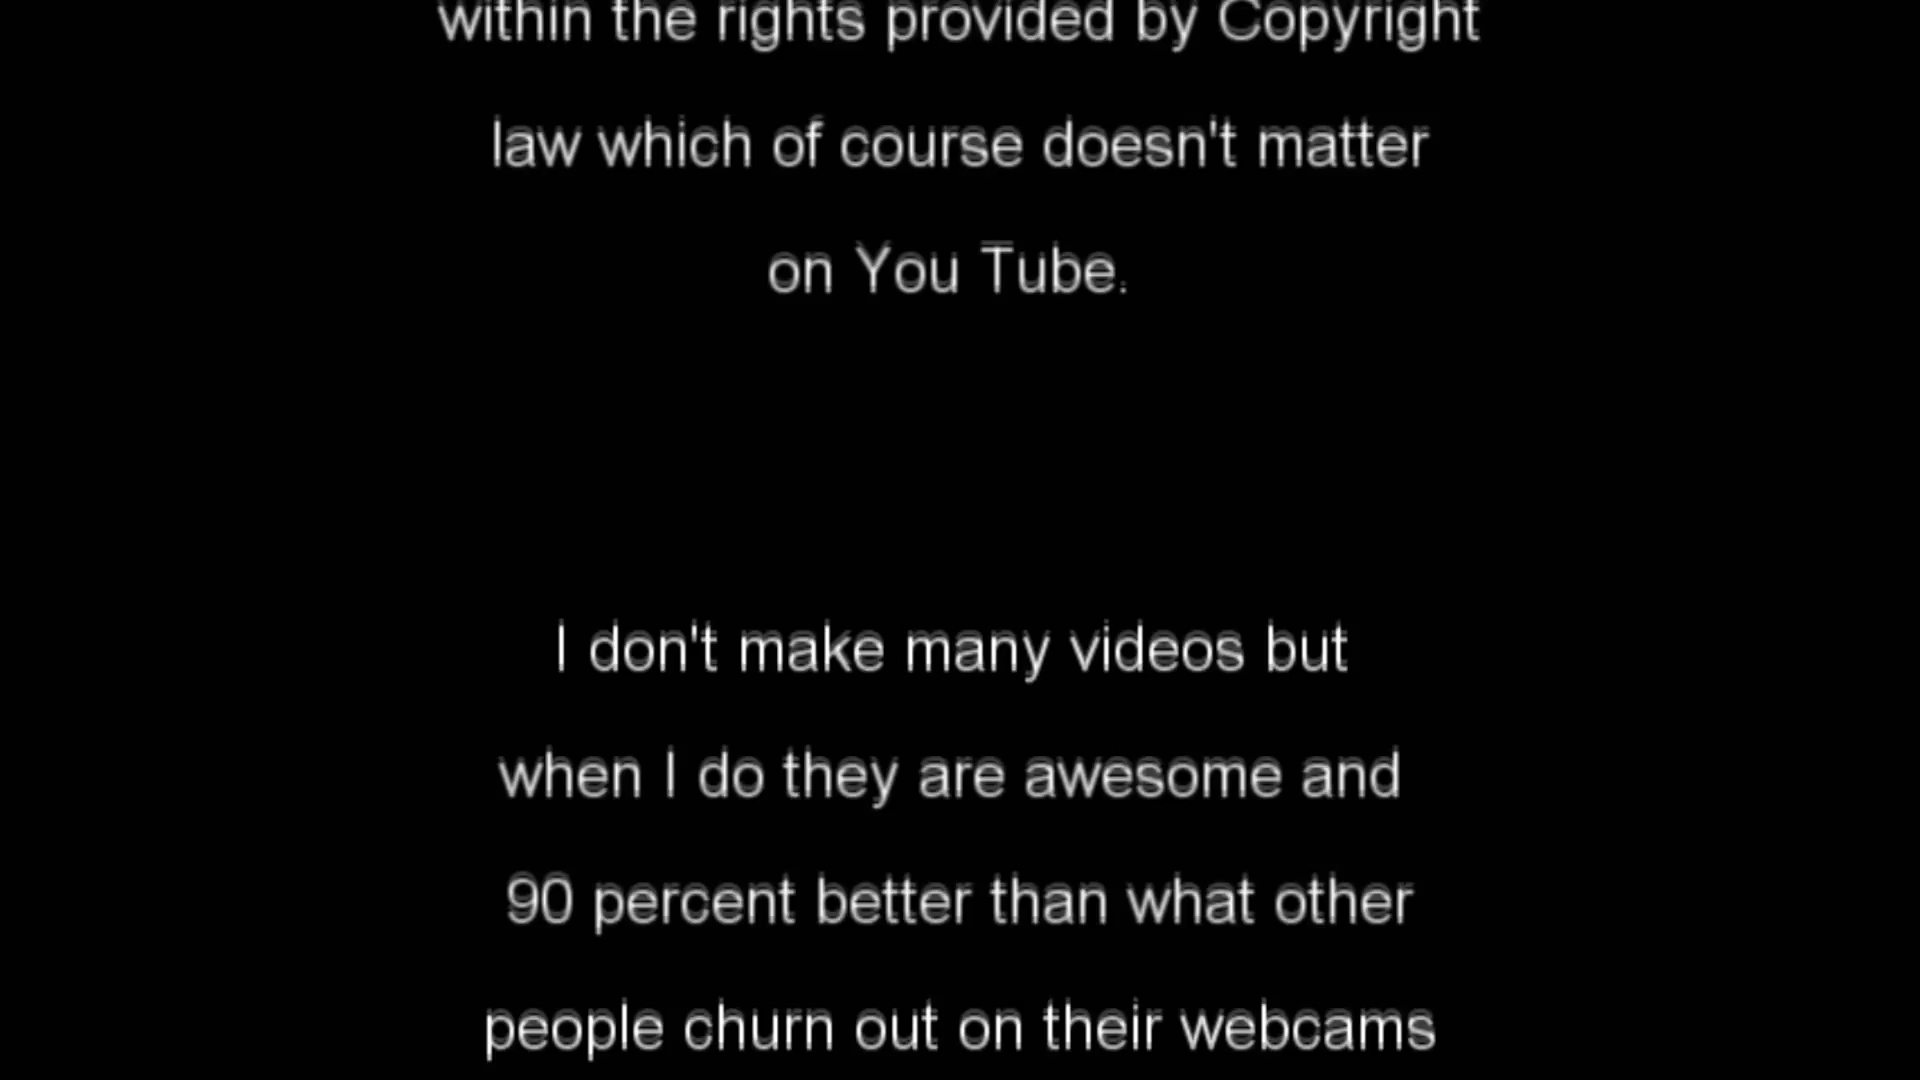 within the rights provided by Copyright
law which of course doesn't matter
on You Tube.
I don't make many videos but
when I do they are awesome and
90 percent better than what other
people churn out on their webcams